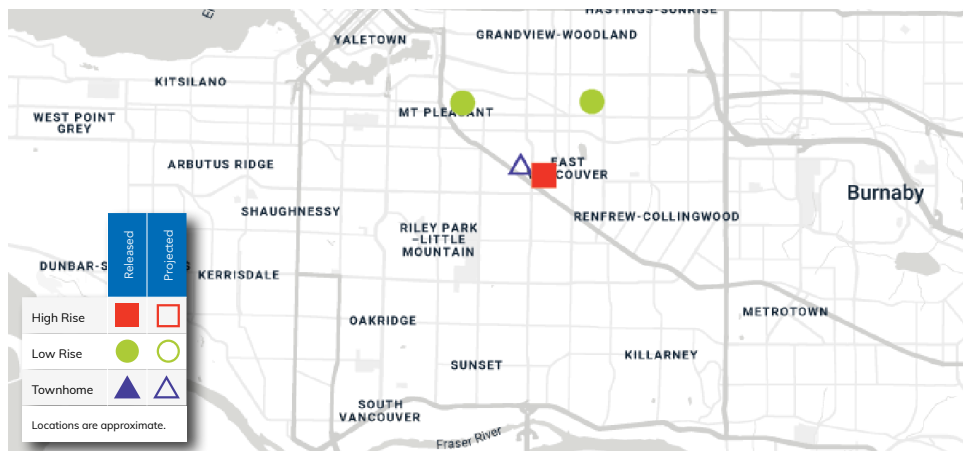 HASTINGS-SUNRISE
GRANDVIEW-WOODLAND
YALETOWN
KITSILANO
MT PLEA ANT
WEST POINT
GREY
ARBUTUS RIDGE
EAST
COUVER
Burnaby
SHAUGHNESSY
RENFREW-COLLINGWOOD
RILEY PARK
–LITTLE
MOUNTAIN
DUNBAR-S
S
KERRISDALE
Released
Projected
High Rise
Low Rise
Townhome
Locations are approximate.
METROTOWN
OAKRIDGE
KILLARNEY
SUNSET
SOUTH
VANCOUVER
Fraser River